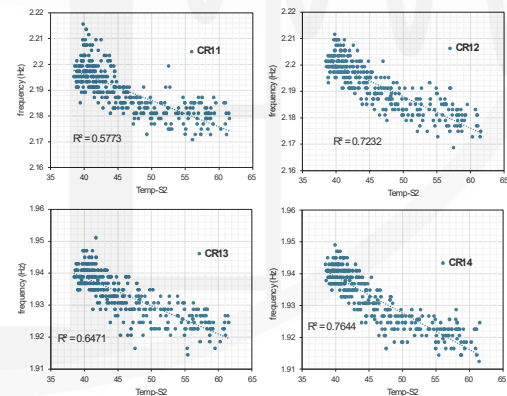 2.22
2.21
2.2
2.19
2.18
2.17
2.16
frequency (Hz)
CR11
R² = 0.5773
35 40 45 50 55 60 65
Temp-S2
2.22
2.21
2.2
2.19
2.18
2.17
2.16
frequency (Hz)
CR12
R² = 0.7232
35 40 45 50 55 60 65
Temp-S2
1.96
1.95
1.94
1.93
1.92
1.91
frequency (Hz)
CR13
R² = 0.6471
35 40 45 50 55 60 65
Temp-S2
1.96
1.95
1.94
1.93
1.92
1.91
Frequency (Hz)
CR14
R² = 0.7644
35 40 45 50 55 60 65
Temp-S2